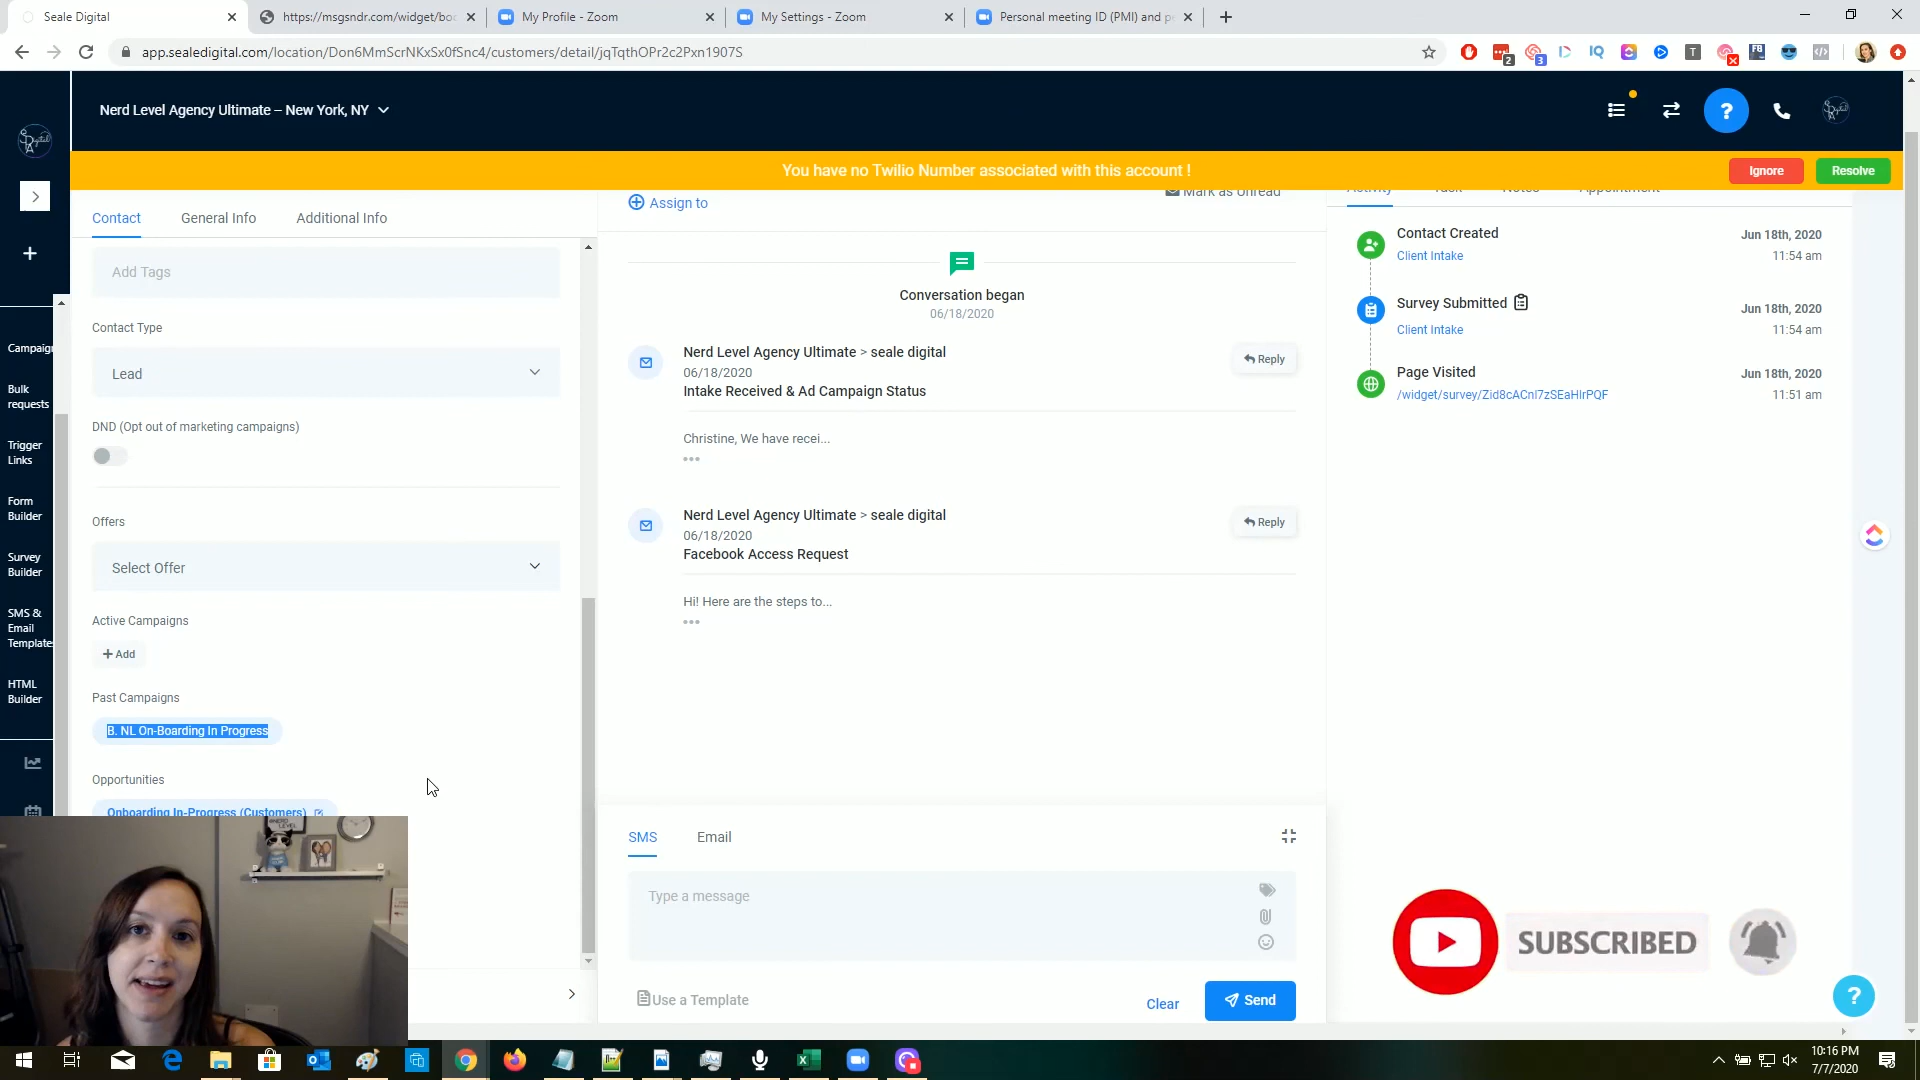 Seale Digital
https://msgsndr.com/widget/boo
My Profile - Zoom
My Settings - Zoom
Personal meeting ID (PMI) and p
app.sealedigital.com/location/Don6MmScrNKxSx0fSnc4/customers/detail/jqTqthOPr2c2Pxn1907S
Nerd Level Agency Ultimate – New York, NY
You have no Twilio Number associated with this account !
Ignore
Resolve
Campaign
Bulk
requests
Trigger
Links
Form
Builder
Survey
Builder
SMS &
Email
Template
HTML
Builder
Contact
General Info
Additional Info
Add Tags
Contact Type
Lead
DND (Opt out of marketing campaigns)
Offers
Select Offer
Active Campaigns
+ Add
Past Campaigns
B. NL On-Boarding In Progress
Opportunities
Onboarding In-Progress (Customers)
Assign to
Mark as Unread
Conversation began
06/18/2020
Nerd Level Agency Ultimate > seale digital
06/18/2020
Intake Received & Ad Campaign Status
Reply
Christine, We have recei...
Nerd Level Agency Ultimate > seale digital
06/18/2020
Facebook Access Request
Reply
Hi! Here are the steps to...
SMS
Email
Type a message
Use a Template
Clear
Send
Activity
Task
Notes
Appointment
Contact Created
Client Intake
Jun 18th, 2020
11:54 am
Survey Submitted
Client Intake
Jun 18th, 2020
11:54 am
Page Visited
/widget/survey/Zid8cACnI7zSEaHIrPQF
Jun 18th, 2020
11:51 am
SUBSCRIBED
10:16 PM
7/7/2020